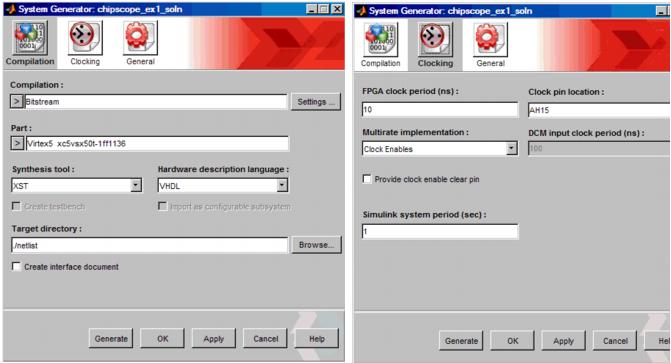 System Generator: chipscope_ex1_soln
Compilation Clocking General
Compilation :
> Bitstream Settings ...
Part :
> Virtex5 xc5vsx50t-1ff1136
Synthesis tool : Hardware description language :
XST VHDL
Create testbench Import as configurable subsystem
Target directory :
./netlist Browse...
Create interface document
Generate OK Apply Cancel Help
System Generator: chipscope_ex1_soln
Compilation Clocking General
FPGA clock period (ns) : Clock pin location :
10 AH15
Multirate implementation : DCM input clock period (ns) :
Clock Enables 100
Provide clock enable clear pin
Simulink system period (sec) :
1
Generate OK Apply Cancel